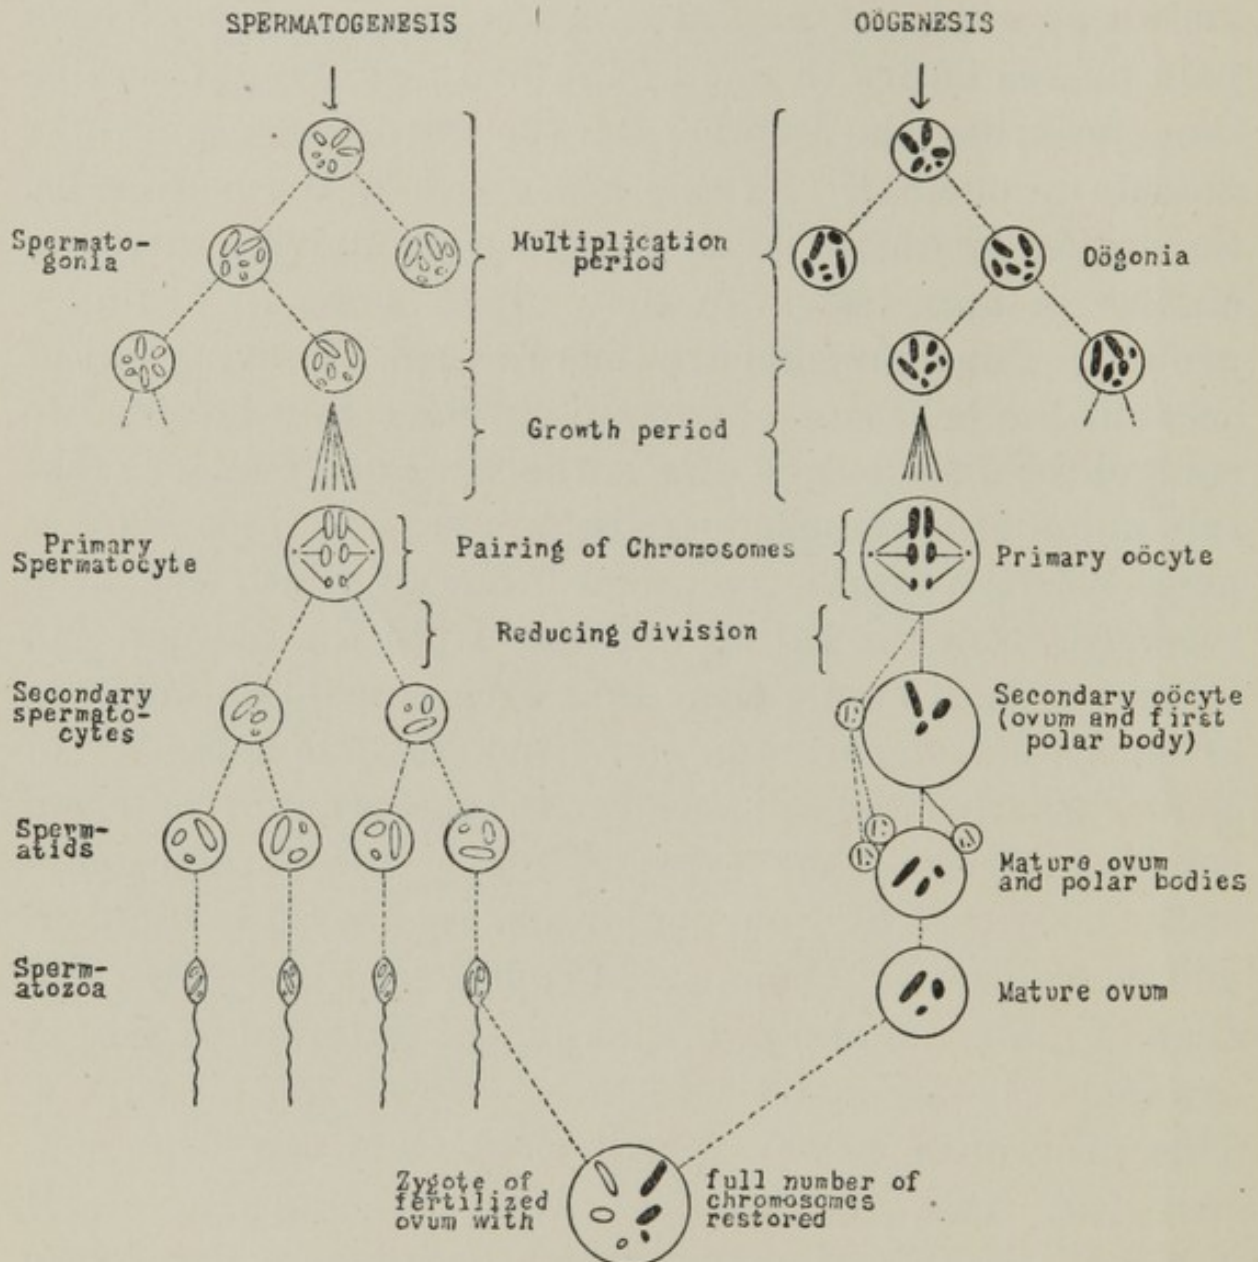 SPERMATOGENESIS
OÖGENESIS
Spermato-
gonia
Multiplication
period
Oögonia
Growth period
Primary
Spermatocyte
Pairing of Chromosomes
Primary oöcyte
Reducing division
Secondary
spermato-
cytes
Secondary oöcyte
(ovum and first
polar body)
Sperm-
atids
Mature ovum
and polar bodies
Sperm-
atozoa
Mature ovum
Zygote of
fertilized
ovum with
full number of
chromosomes
restored